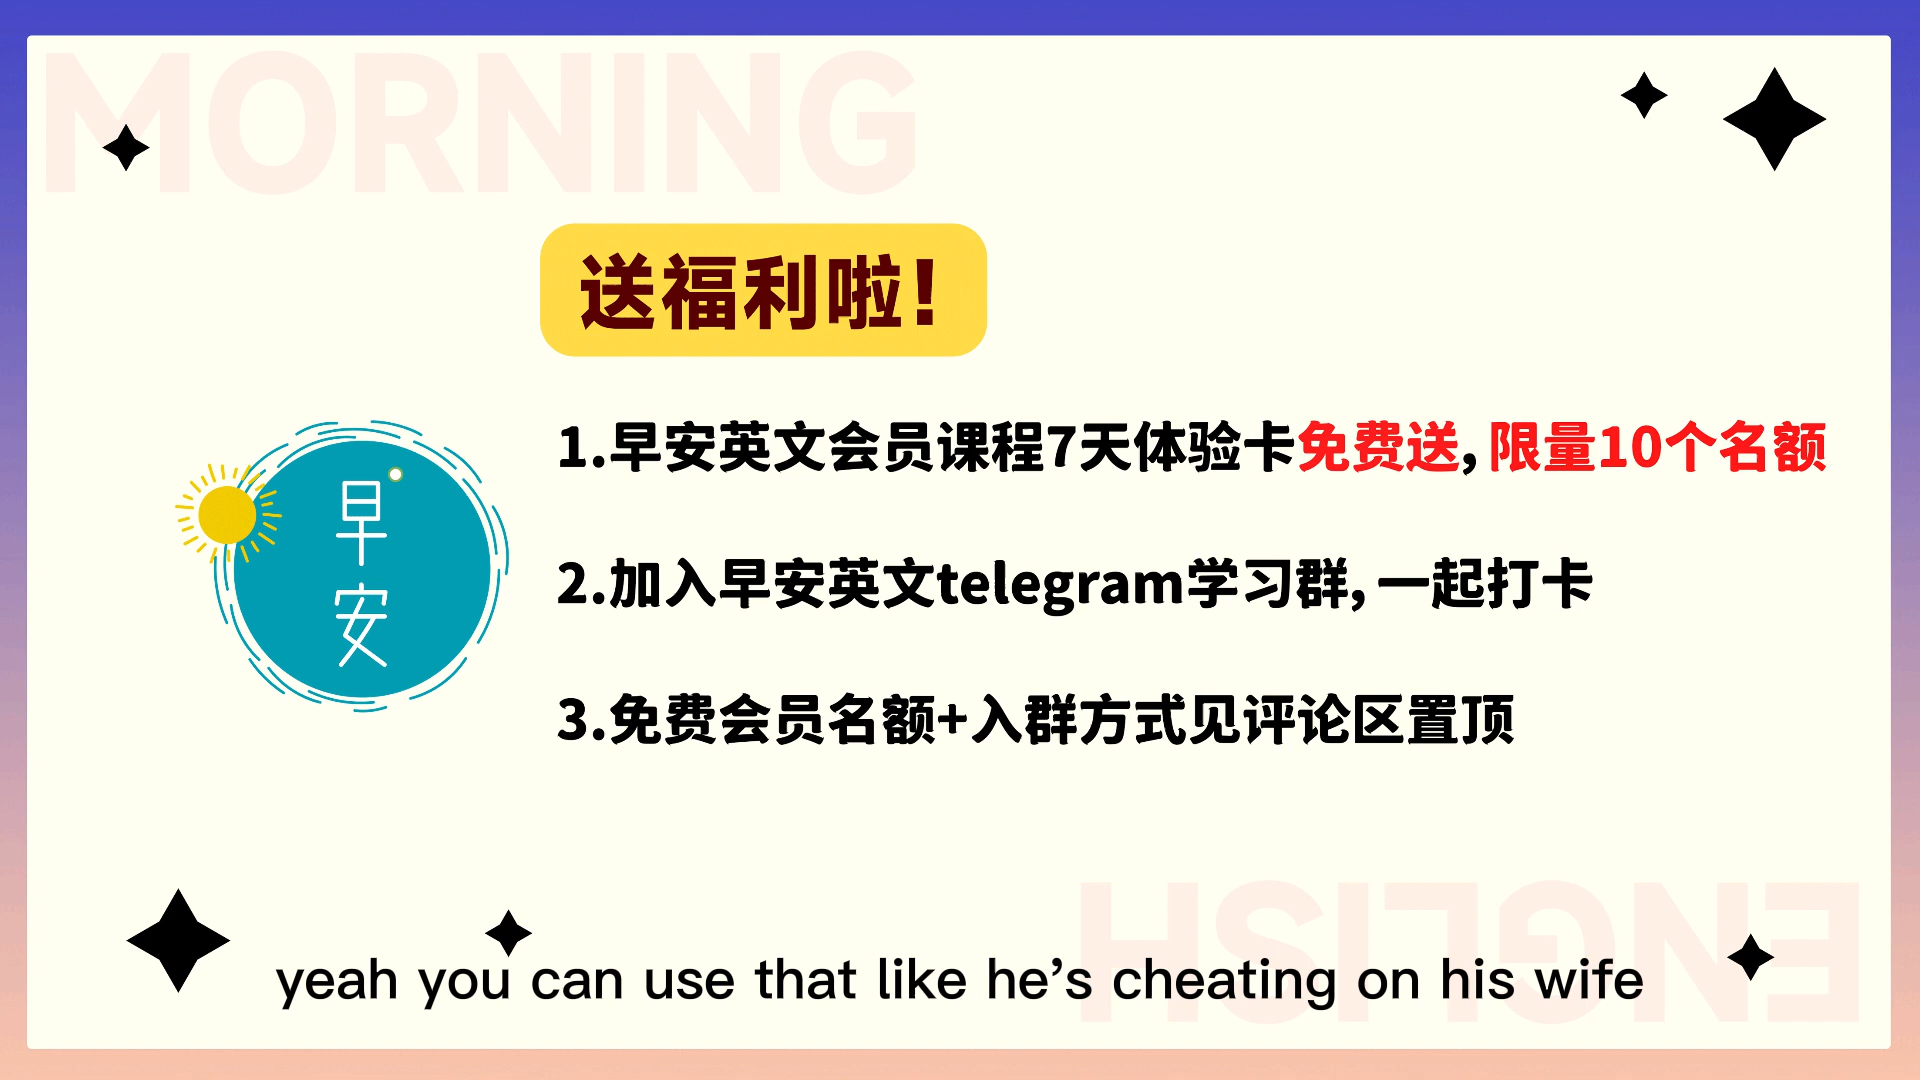 MORNING
送福利啦!
1.早安英文会员课程7天体验卡免费送,限量10个名额
早
安
2.加入早安英文telegram学习群,一起打卡
3.免费会员名额+入群方式见评论区置顶
ENGLISH
yeah you can use that like he’s cheating on his wife